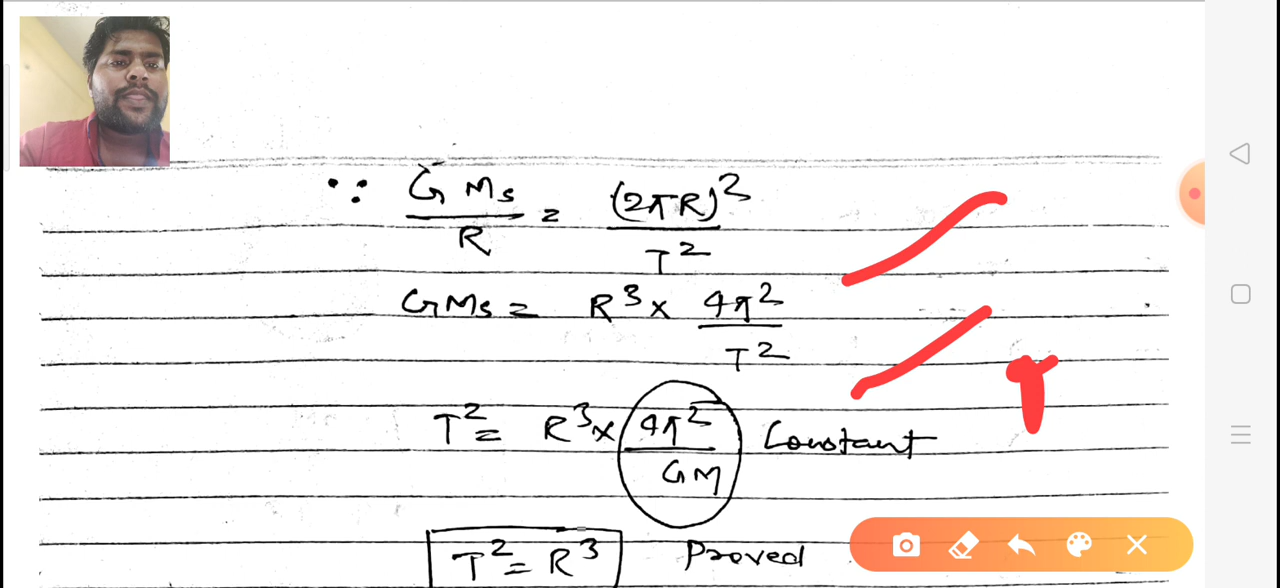 ∵ GMs/R = (2πR)²/T²
GMs = R³ × 4π²/T²
T² = R³ × 4π²/GM Constant
T² = R³ Proved